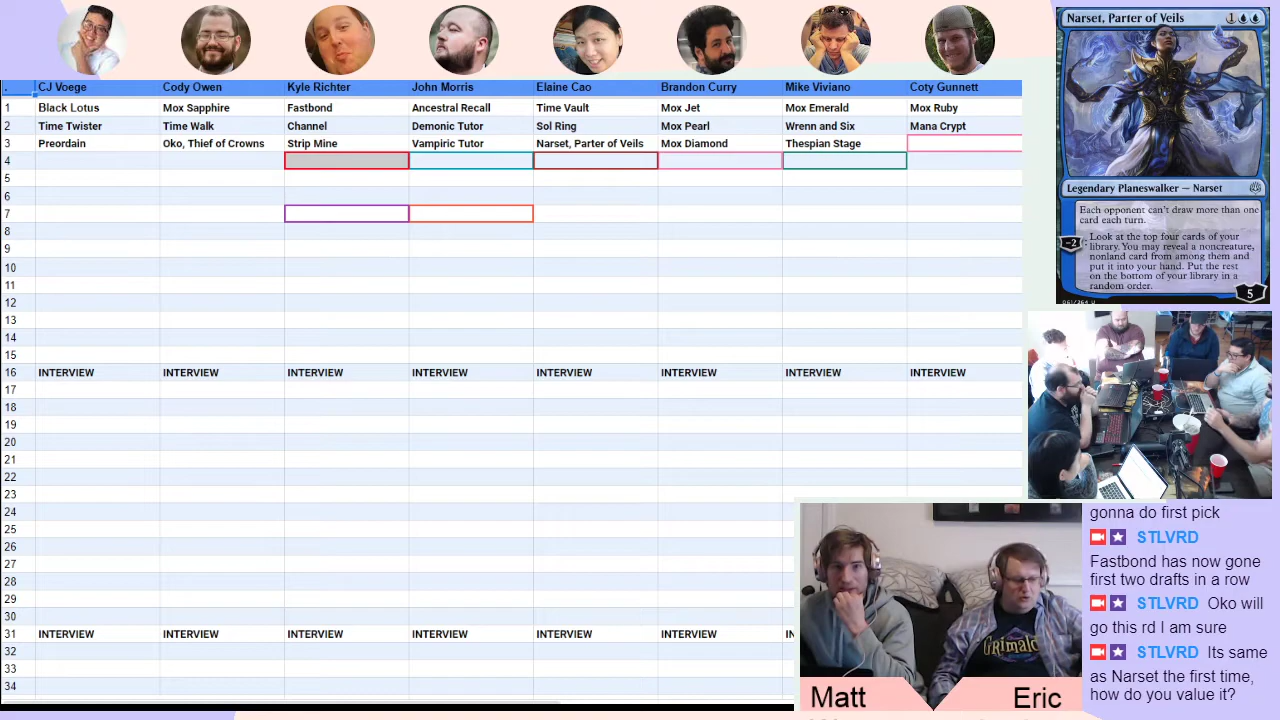 . CJ Voege Cody Owen Kyle Richter John Morris Elaine Cao Brandon Curry Mike Viviano Coty Gunnett
1 Black Lotus Mox Sapphire Fastbond Ancestral Recall Time Vault Mox Jet Mox Emerald Mox Ruby
2 Time Twister Time Walk Channel Demonic Tutor Sol Ring Mox Pearl Wrenn and Six Mana Crypt
3 Preordain Oko, Thief of Crowns Strip Mine Vampiric Tutor Narset, Parter of Veils Mox Diamond Thespian Stage
4
5
6
7
8
9
10
11
12
13
14
15
16 INTERVIEW INTERVIEW INTERVIEW INTERVIEW INTERVIEW INTERVIEW INTERVIEW INTERVIEW
17
18
19
20
21
22
23
24
25
26
27
28
29
30
31 INTERVIEW INTERVIEW INTERVIEW INTERVIEW INTERVIEW INTERVIEW IN
32
33
34
Narset, Parter of Veils 1
Legendary Planeswalker — Narset
Each opponent can't draw more than one
card each turn.
-2: Look at the top four cards of your
library. You may reveal a noncreature,
nonland card from among them and
put it into your hand. Put the rest
on the bottom of your library in a
random order.
5
gonna do first pick
STLVRD
Fastbond has now gone
first two drafts in a row
STLVRD Oko will
go this rd I am sure
STLVRD Its same
as Narset the first time,
how do you value it?
GRIMALD
Matt
Eric